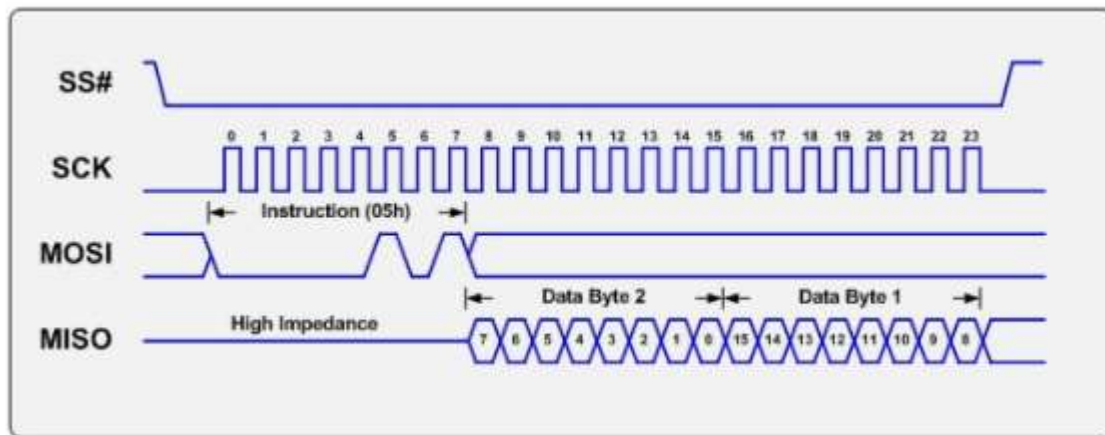 SS#
0 1 2 3 4 5 6 7 8 9 10 11 12 13 14 15 16 17 18 19 20 21 22 23
SCK
Instruction (05h)
MOSI
Data Byte 2 Data Byte 1
High Impedance
MISO
7 6 5 4 3 2 1 0 15 14 13 12 11 10 9 8